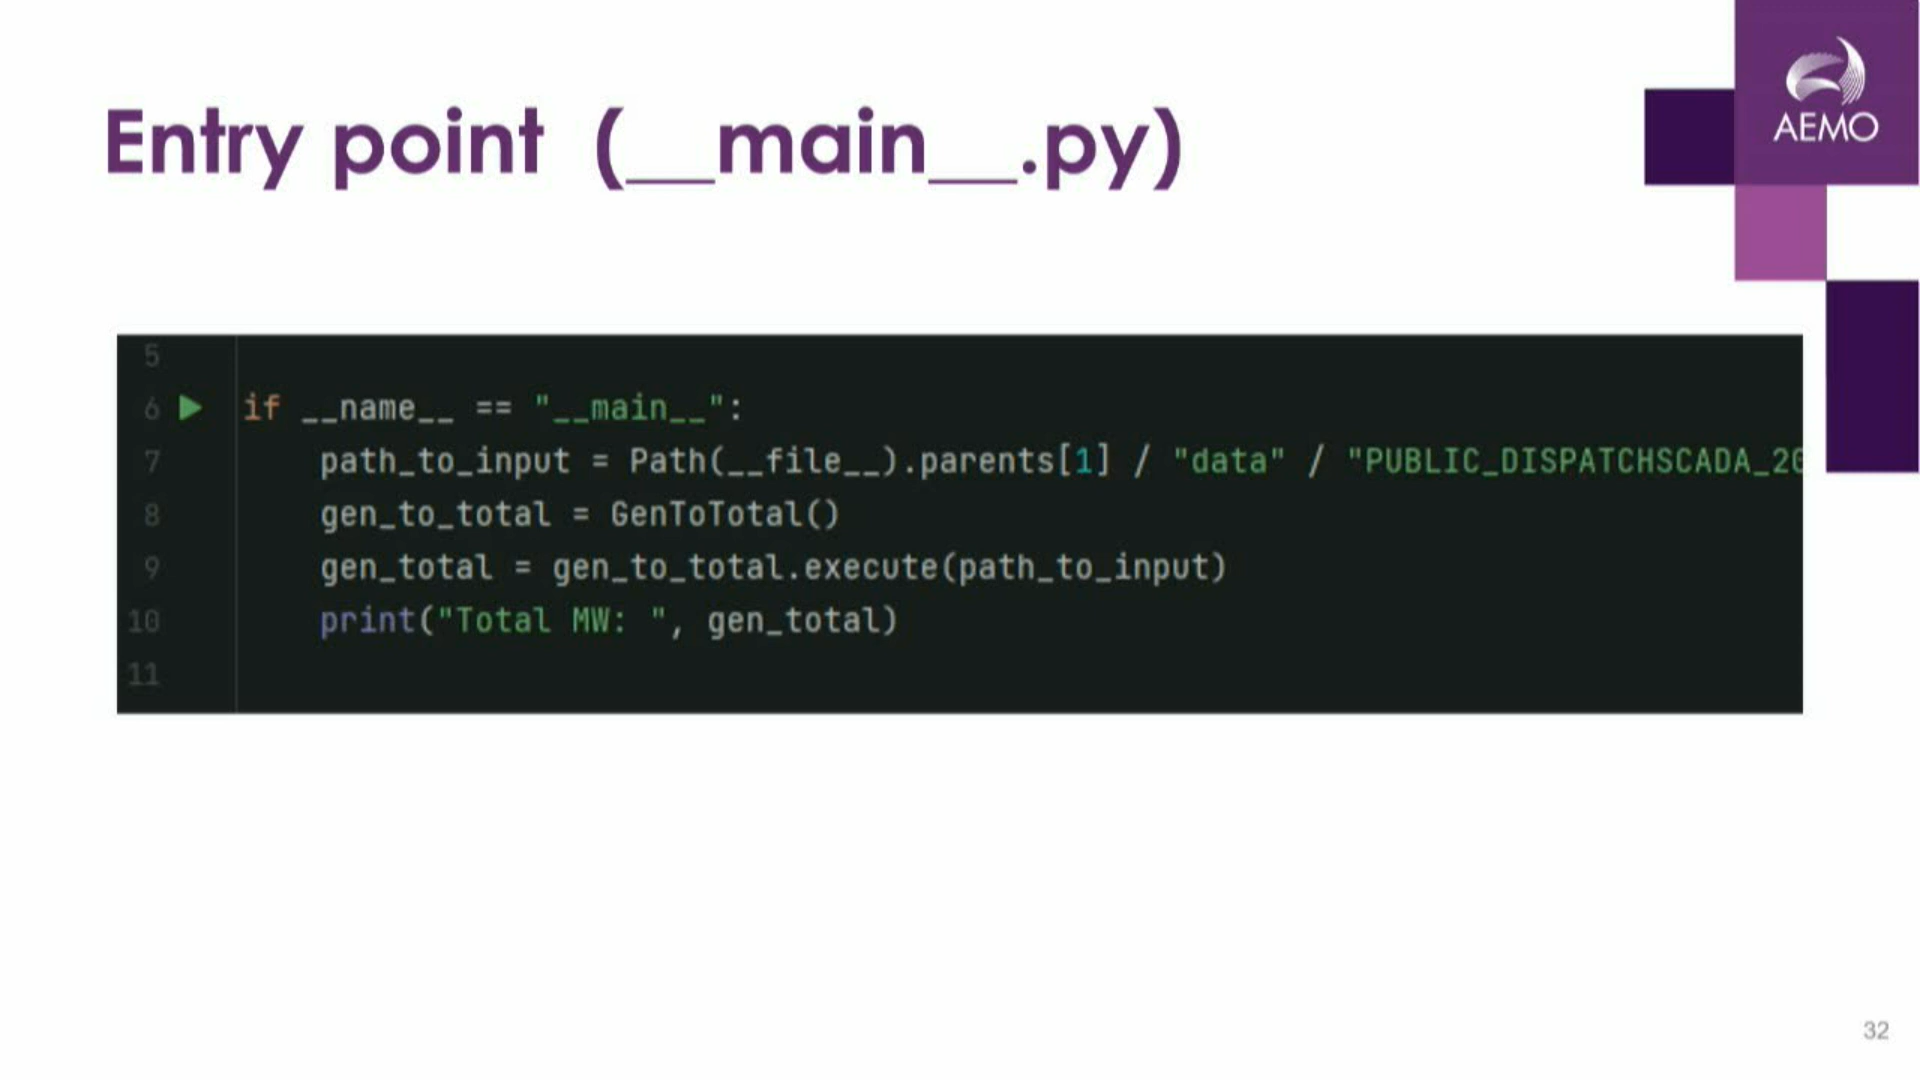 AEMO
Entry point (__main__.py)
5
6 if __name__ == "__main__":
7 path_to_input = Path(__file__).parents[1] / "data" / "PUBLIC_DISPATCHSCADA_20
8 gen_to_total = GenToTotal()
9 gen_total = gen_to_total.execute(path_to_input)
10 print("Total MW: ", gen_total)
11
32